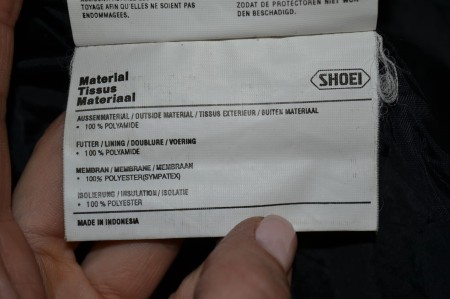 TOYAGE AFIN QU'ELLES NE SOIENT PAS
ENDOMMAGEES.
ZODAT DE PROTECTOREN NIET WOR
DEN BESCHADIGD.
Material
Tissus
Materiaal
SHOEI
AUSSENMATERIAL / OUTSIDE MATERIAL / TISSUS EXTERIEUR / BUITEN MATERIAAL
• 100 % POLYAMIDE
FUTTER / LINING / DOUBLURE / VOERING
• 100 % POLYAMIDE
MEMBRAN / MEMBRANE / MEMBRAAN
• 100% POLYESTER(SYMPATEX)
ISOLIERUNG / INSULATION / ISOLATIE
• 100 % POLYESTER
MADE IN INDONESIA